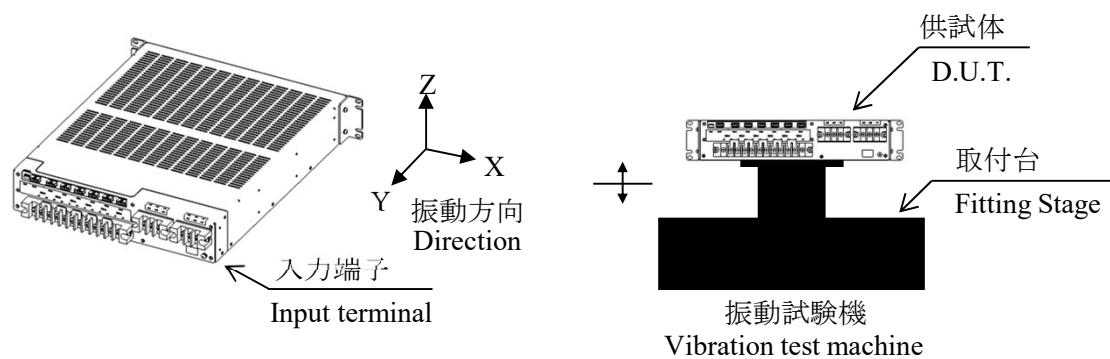 Z
X
Y
振動方向
Direction
入力端子
Input terminal
供試体
D.U.T.
取付台
Fitting Stage
振動試験機
Vibration test machine